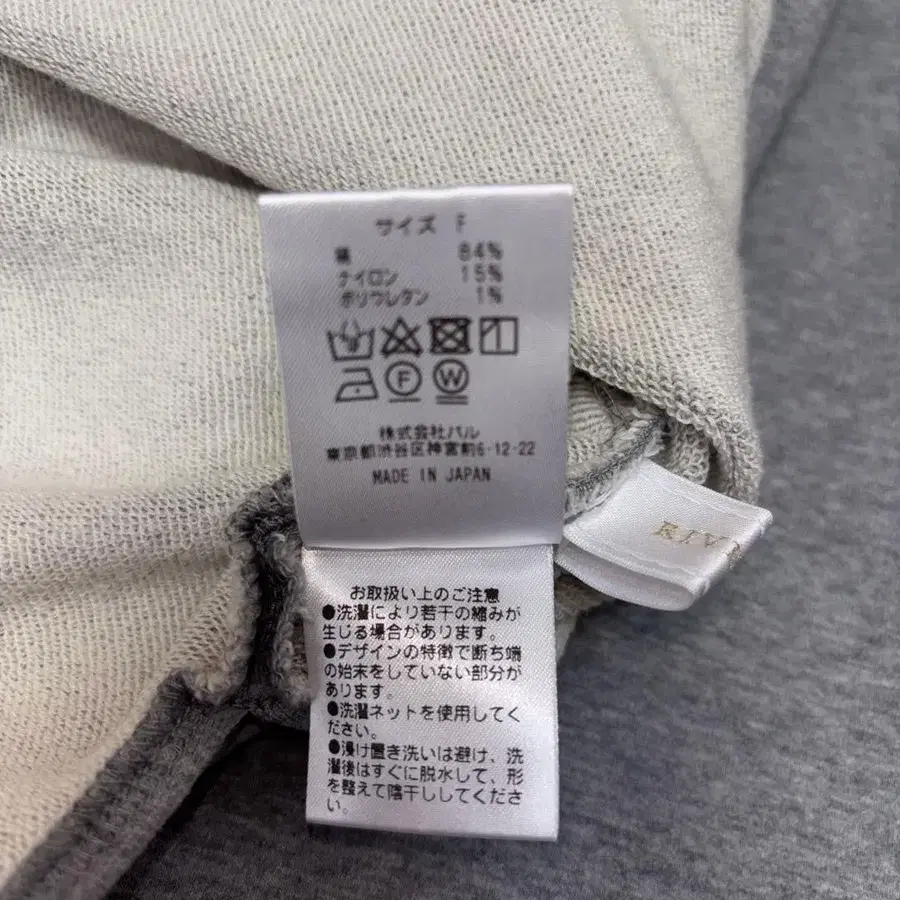 サイズ F
綿 84%
ナイロン 15%
ポリウレタン 1%
F W
株式会社パル
東京都渋谷区神宮前6-12-22
MADE IN JAPAN
RIV
お取扱い上のご注意
●洗濯により若干の縮みが
生じる場合があります。
●デザインの特徴で断ち端
の始末をしていない部分が
あります。
●洗濯ネットを使用してく
ださい。
●浸け置き洗いは避け、洗
濯後はすぐに脱水して、形
を整えて陰干ししてくださ
い。